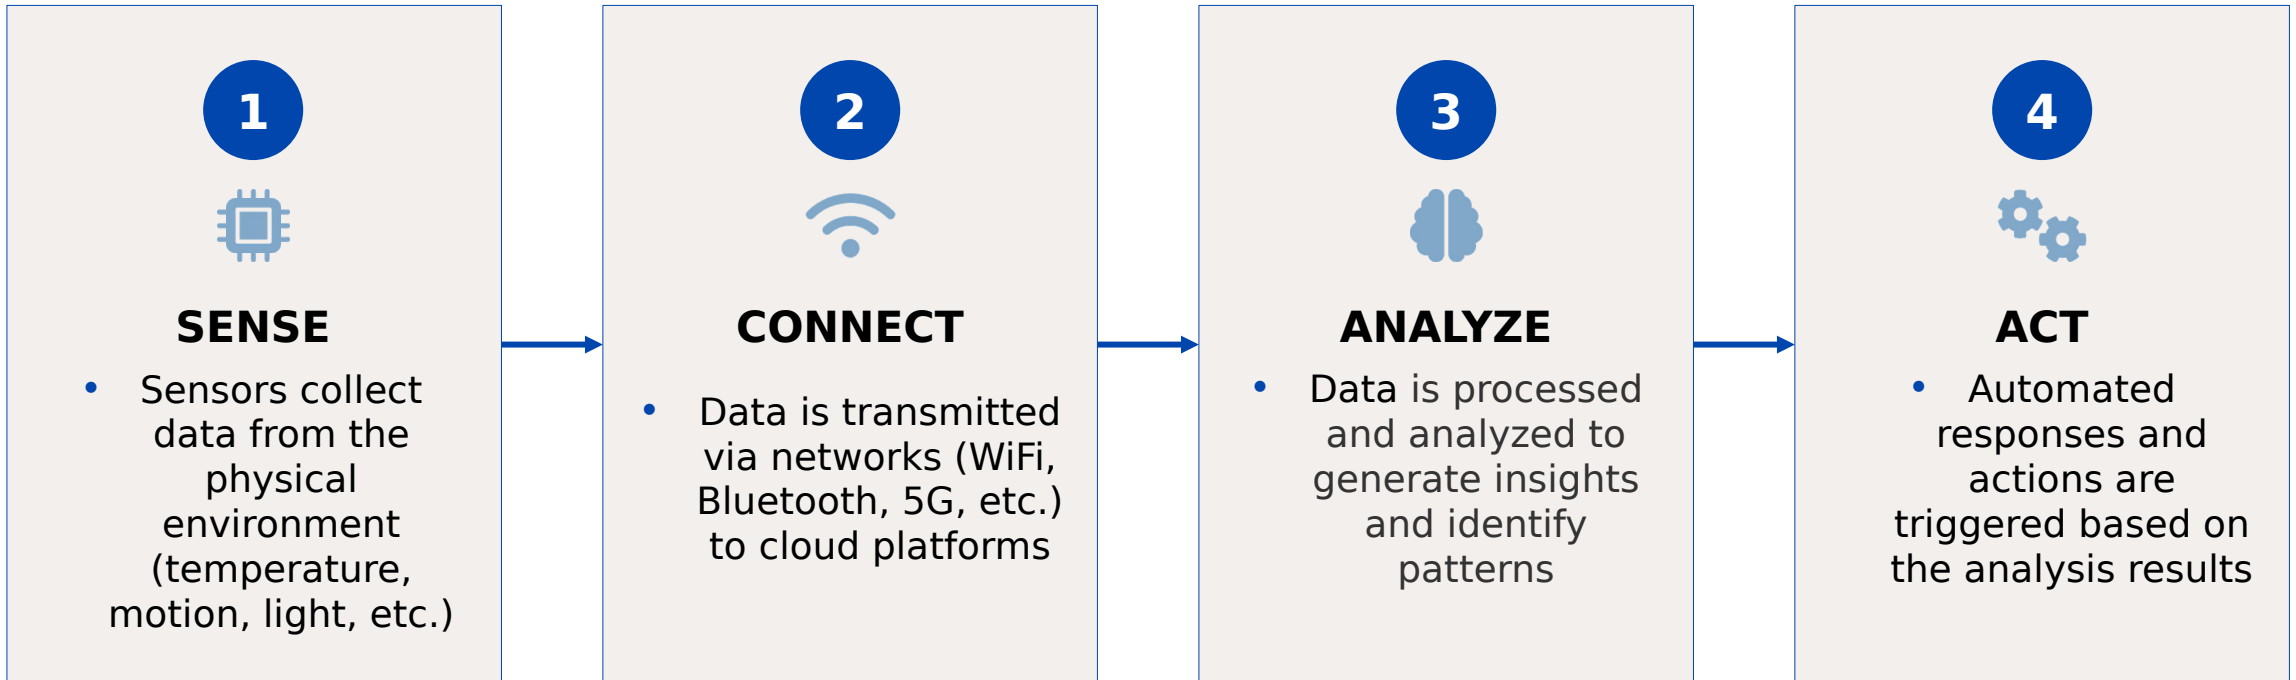 1
SENSE
• Sensors collect
data from the
physical
environment
(temperature,
motion, light, etc.)
2
CONNECT
• Data is transmitted
via networks (WiFi,
Bluetooth, 5G, etc.)
to cloud platforms
3
ANALYZE
• Data is processed
and analyzed to
generate insights
and identify
patterns
4
ACT
• Automated
responses and
actions are
triggered based on
the analysis results